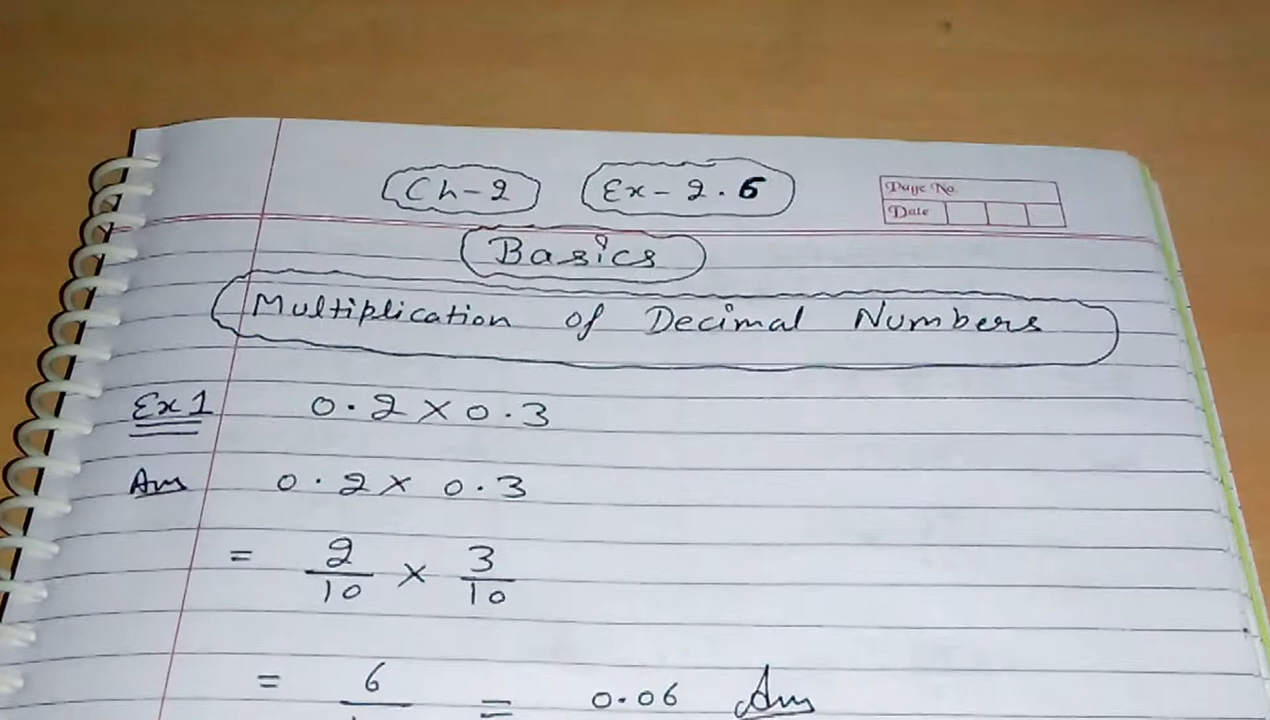 Ch-2 Ex-2.6
Page No.
Date
Basics
Multiplication of Decimal Numbers
Ex 1 0.2 × 0.3
Ans 0.2 × 0.3
= 2/10 × 3/10
= 6 = 0.06 Ans